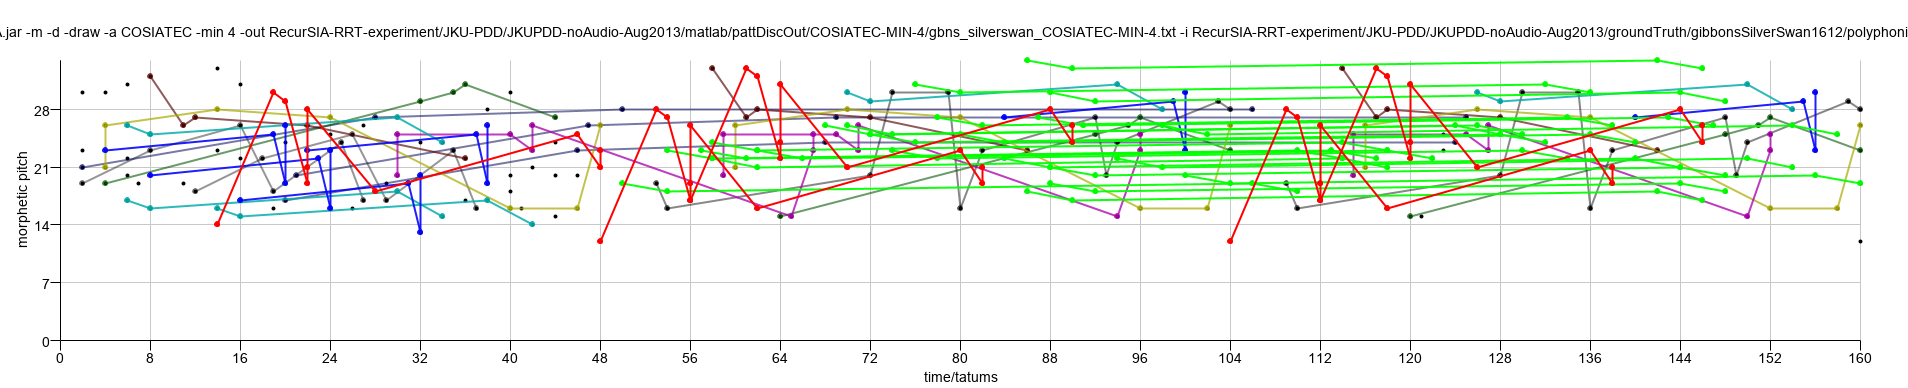 .jar -m -d -draw -a COSIATEC -min 4 -out RecurSIA-RRT-experiment/JKU-PDD/JKUPDD-noAudio-Aug2013/matlab/pattDiscOut/COSIATEC-MIN-4/gbns_silverswan_COSIATEC-MIN-4.txt -i RecurSIA-RRT-experiment/JKU-PDD/JKUPDD-noAudio-Aug2013/groundTruth/gibbonsSilverSwan1612/polyphoni
morphetic pitch
28
21
14
7
0
0 8 16 24 32 40 48 56 64 72 80 88 96 104 112 120 128 136 144 152 160
time/tatums